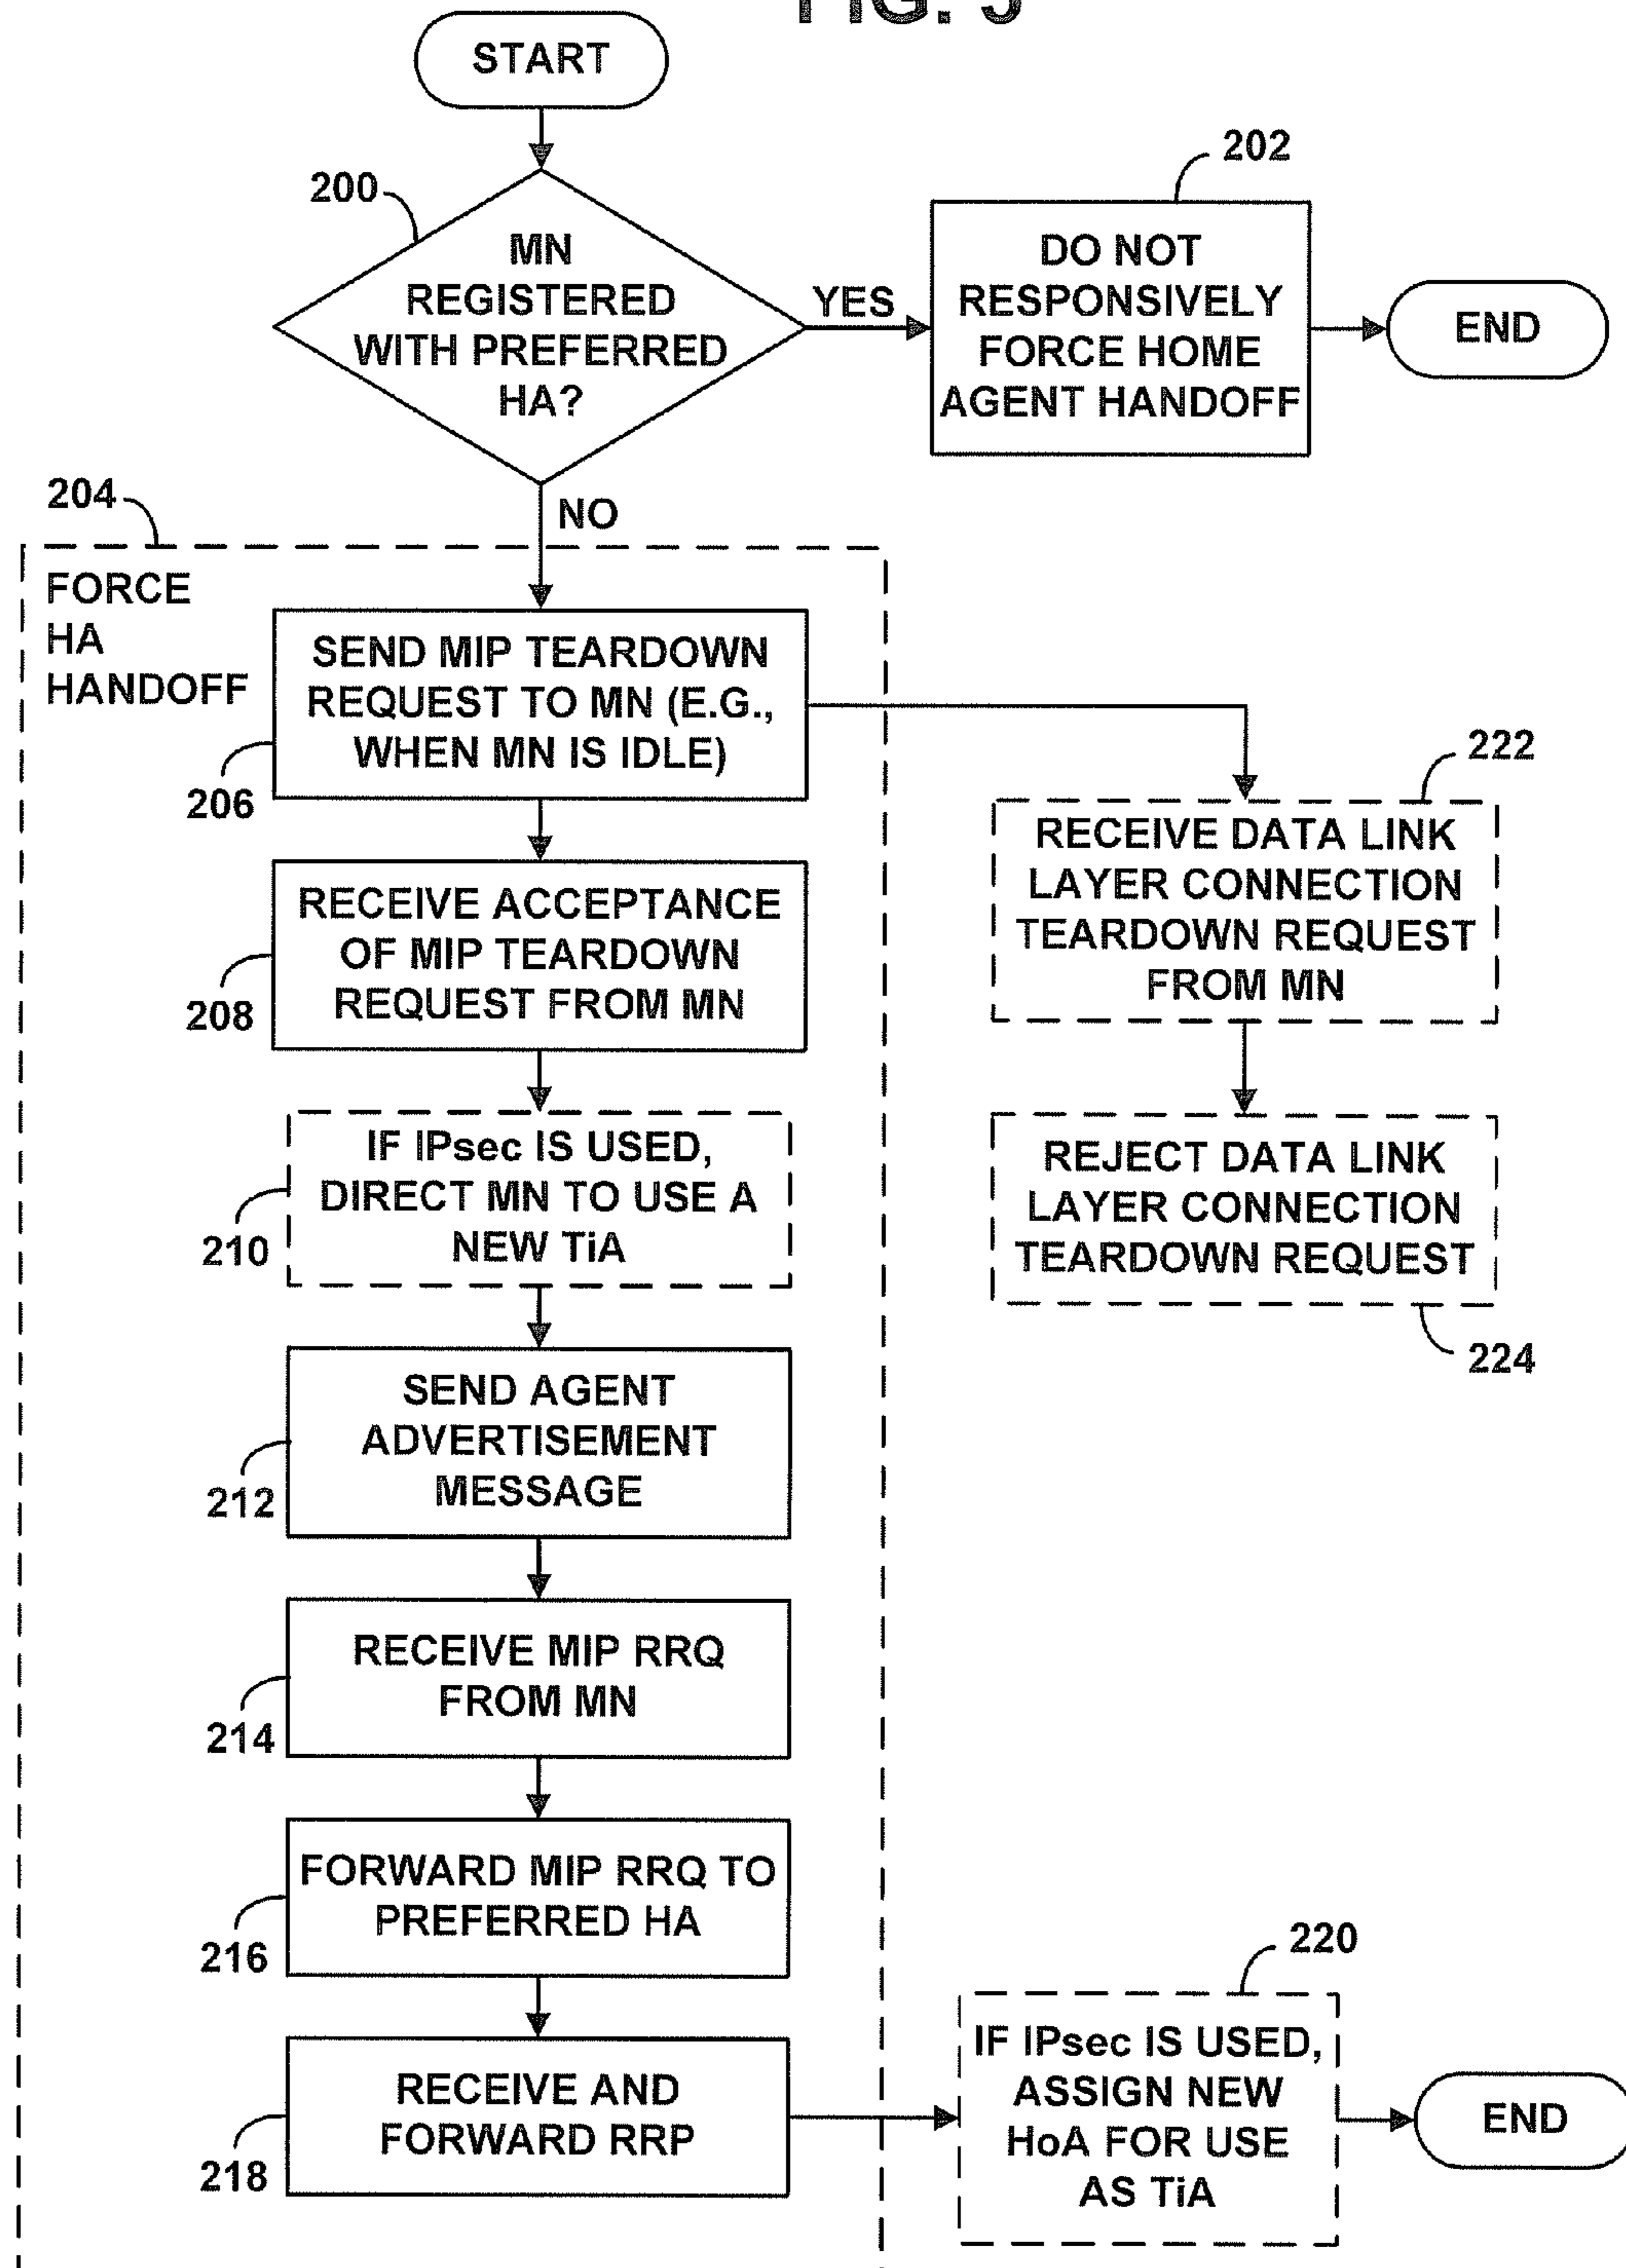 FIG. 5
START
200
MN
REGISTERED
WITH PREFERRED
HA?
YES
202
DO NOT
RESPONSIVELY
FORCE HOME
AGENT HANDOFF
END
NO
204
FORCE
HA
HANDOFF
SEND MIP TEARDOWN
REQUEST TO MN (E.G.,
WHEN MN IS IDLE)
206
RECEIVE ACCEPTANCE
OF MIP TEARDOWN
REQUEST FROM MN
208
IF IPsec IS USED,
DIRECT MN TO USE A
NEW TiA
210
SEND AGENT
ADVERTISEMENT
MESSAGE
212
RECEIVE MIP RRQ
FROM MN
214
FORWARD MIP RRQ TO
PREFERRED HA
216
RECEIVE AND
FORWARD RRP
218
222
RECEIVE DATA LINK
LAYER CONNECTION
TEARDOWN REQUEST
FROM MN
REJECT DATA LINK
LAYER CONNECTION
TEARDOWN REQUEST
224
220
IF IPsec IS USED,
ASSIGN NEW
HoA FOR USE
AS TiA
END